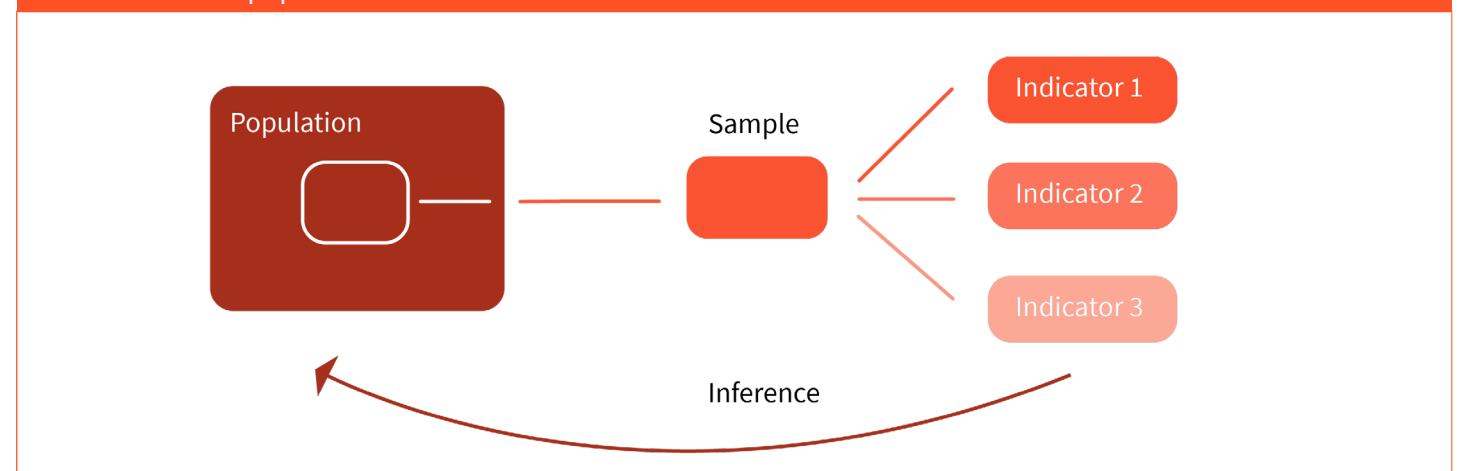 Population
Sample
Indicator 1
Indicator 2
Indicator 3
Inference